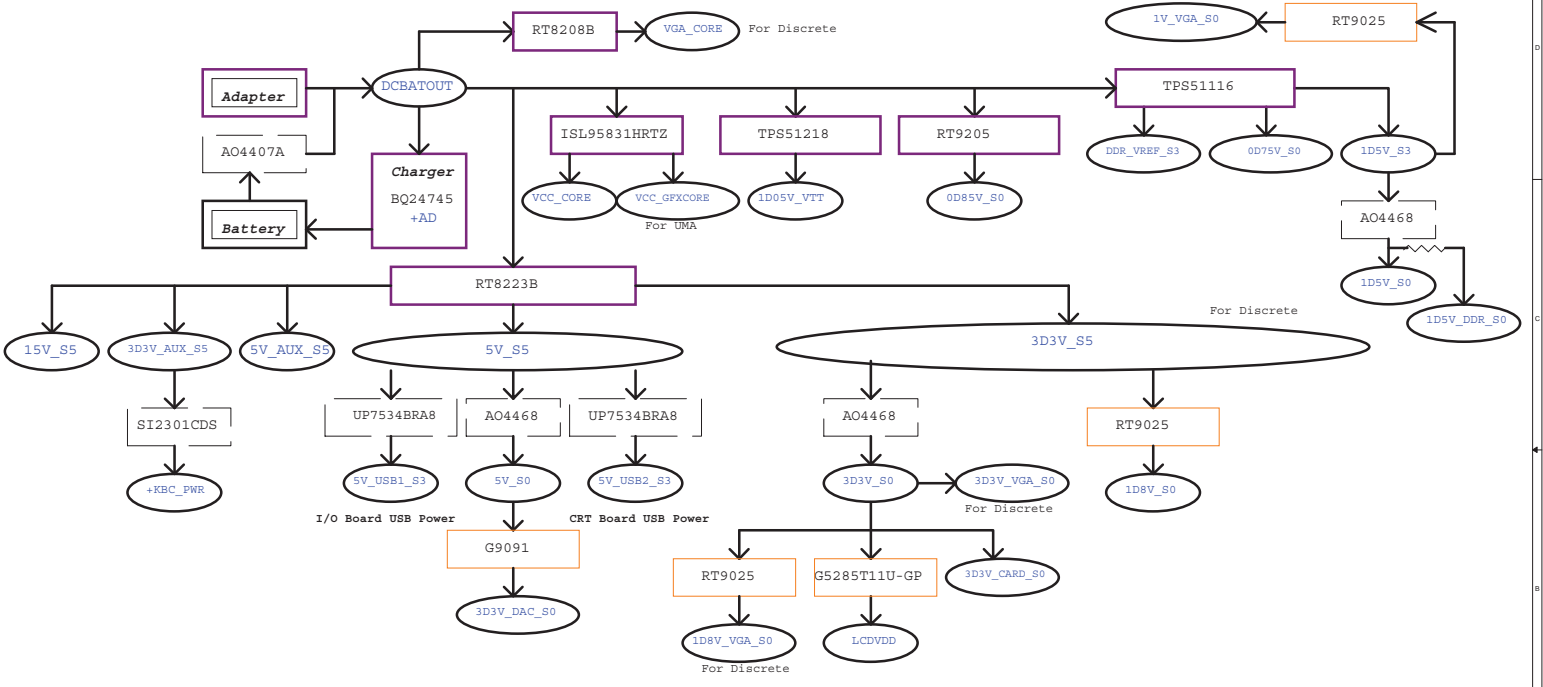 1V_VGA_S0
RT9025
RT8208B
VGA_CORE
For Discrete
D
DCBATOUT
Adapter
TPS51116
ISL95831HRTZ
TPS51218
RT9205
AO4407A
DDR_VREF_S3
0D75V_S0
1D5V_S3
Charger
BQ24745
+AD
VCC_CORE
VCC_GFXCORE
1D05V_VTT
0D85V_S0
For UMA
Battery
AO4468
RT8223B
1D5V_S0
For Discrete
1D5V_DDR_S0
C
15V_S5
3D3V_AUX_S5
5V_AUX_S5
5V_S5
3D3V_S5
SI2301CDS
UP7534BRA8
AO4468
UP7534BRA8
AO4468
RT9025
+KBC_PWR
5V_USB1_S3
5V_S0
5V_USB2_S3
3D3V_S0
3D3V_VGA_S0
1D8V_S0
For Discrete
I/O Board USB Power
CRT Board USB Power
G9091
RT9025
G5285T11U-GP
3D3V_CARD_S0
B
3D3V_DAC_S0
1D8V_VGA_S0
LCDVDD
For Discrete